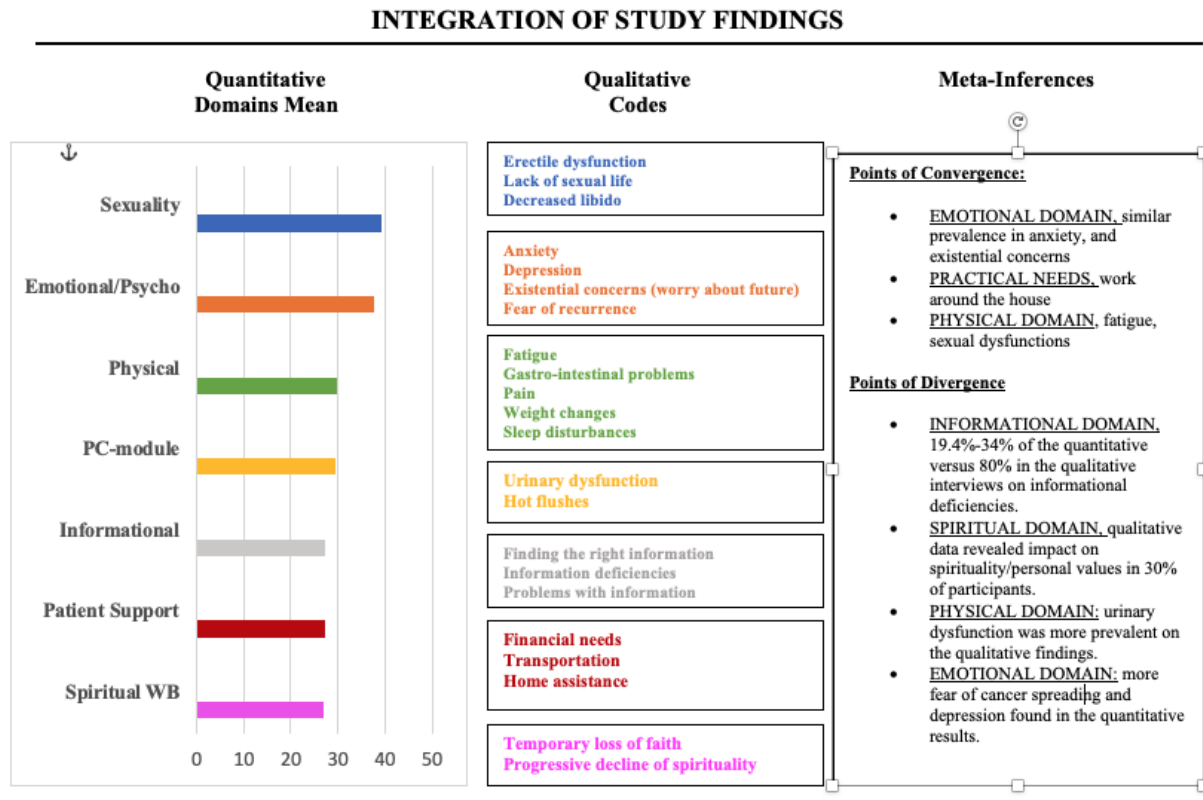 INTEGRATION OF STUDY FINDINGS
Quantitative
Domains Mean
Sexuality
Emotional/Psycho
Physical
PC-module
Informational
Patient Support
Spiritual WB
0 10 20 30 40 50
Qualitative
Codes
Erectile dysfunction
Lack of sexual life
Decreased libido
Anxiety
Depression
Existential concerns (worry about future)
Fear of recurrence
Fatigue
Gastro-intestinal problems
Pain
Weight changes
Sleep disturbances
Urinary dysfunction
Hot flushes
Finding the right information
Information deficiencies
Problems with information
Financial needs
Transportation
Home assistance
Temporary loss of faith
Progressive decline of spirituality
Meta-Inferences
Points of Convergence:
• EMOTIONAL DOMAIN, similar
prevalence in anxiety, and
existential concerns
• PRACTICAL NEEDS, work
around the house
• PHYSICAL DOMAIN, fatigue,
sexual dysfunctions
Points of Divergence
• INFORMATIONAL DOMAIN,
19.4%-34% of the quantitative
versus 80% in the qualitative
interviews on informational
deficiencies.
• SPIRITUAL DOMAIN, qualitative
data revealed impact on
spirituality/personal values in 30%
of participants.
• PHYSICAL DOMAIN: urinary
dysfunction was more prevalent on
the qualitative findings.
• EMOTIONAL DOMAIN: more
fear of cancer spreading and
depression found in the quantitative
results.